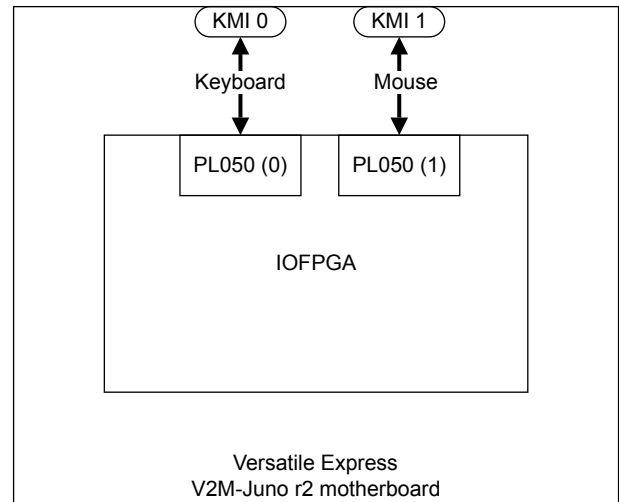 KMI 0
KMI 1
Keyboard
Mouse
PL050 (0)
PL050 (1)
IOFPGA
Versatile Express
V2M-Juno r2 motherboard